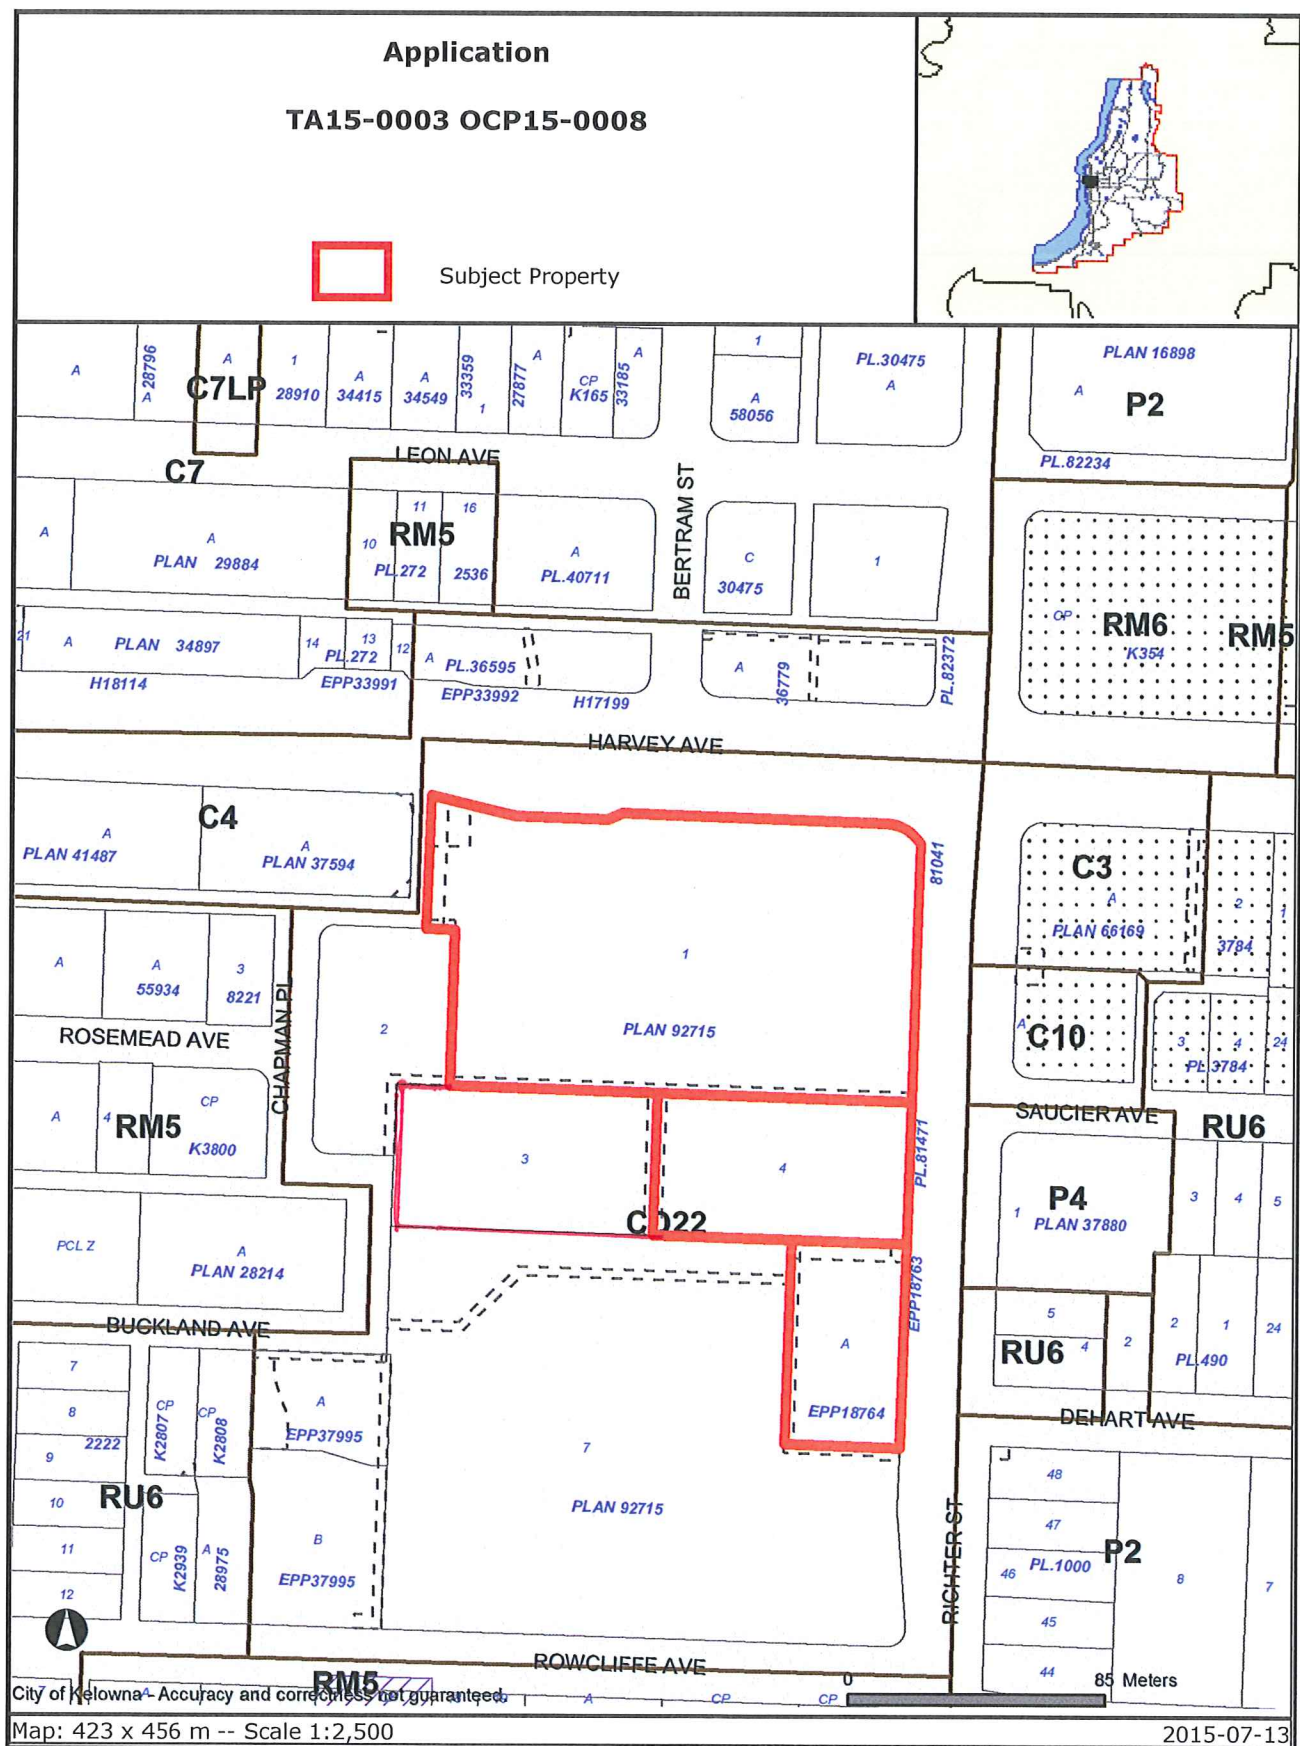 Application
TA15-0003 OCP15-0008
Subject Property
A
28796
A
A
C7LP
1
28910
A
34415
A
34549
33359
1
27877
A
CP
K165
33185
A
1
A
58056
PL.30475
A
PLAN 16898
A
P2
PL.82234
C7
LEON AVE
BERTRAM ST
A
A
PLAN 29884
10
11
16
RM5
PL.272
2536
A
PL.40711
C
30475
1
CP
RM6
K354
RM5
21
A
PLAN 34897
14
13
12
PL.272
A
PL.36595
H18114
EPP33991
EPP33992
H17199
A
36779
PL.82372
HARVEY AVE
C4
A
PLAN 41487
A
PLAN 37594
81041
C3
A
PLAN 66169
2
3784
1
A
A
55934
3
8221
CHAPMAN PL
ROSEMEAD AVE
2
1
PLAN 92715
A
C10
3
4
24
PL.3784
A
4
RM5
CP
K3800
SAUCIER AVE
RU6
3
4
PL.81471
CD22
P4
1
PLAN 37880
3
4
5
PCL Z
A
PLAN 28214
EPP18763
BUCKLAND AVE
5
4
RU6
2
2
1
24
PL.490
A
EPP18764
DEHART AVE
7
8
2222
9
10
11
12
RU6
CP
K2807
CP
K2808
A
EPP37995
7
PLAN 92715
CP
K2939
A
28975
B
EPP37995
RICHTER ST
48
47
46
PL.1000
45
44
P2
8
7
ROWCLIFFE AVE
RM5
7
A
A
CP
CP
0
85 Meters
City of Kelowna - Accuracy and correctness not guaranteed.
Map: 423 x 456 m -- Scale 1:2,500
2015-07-13